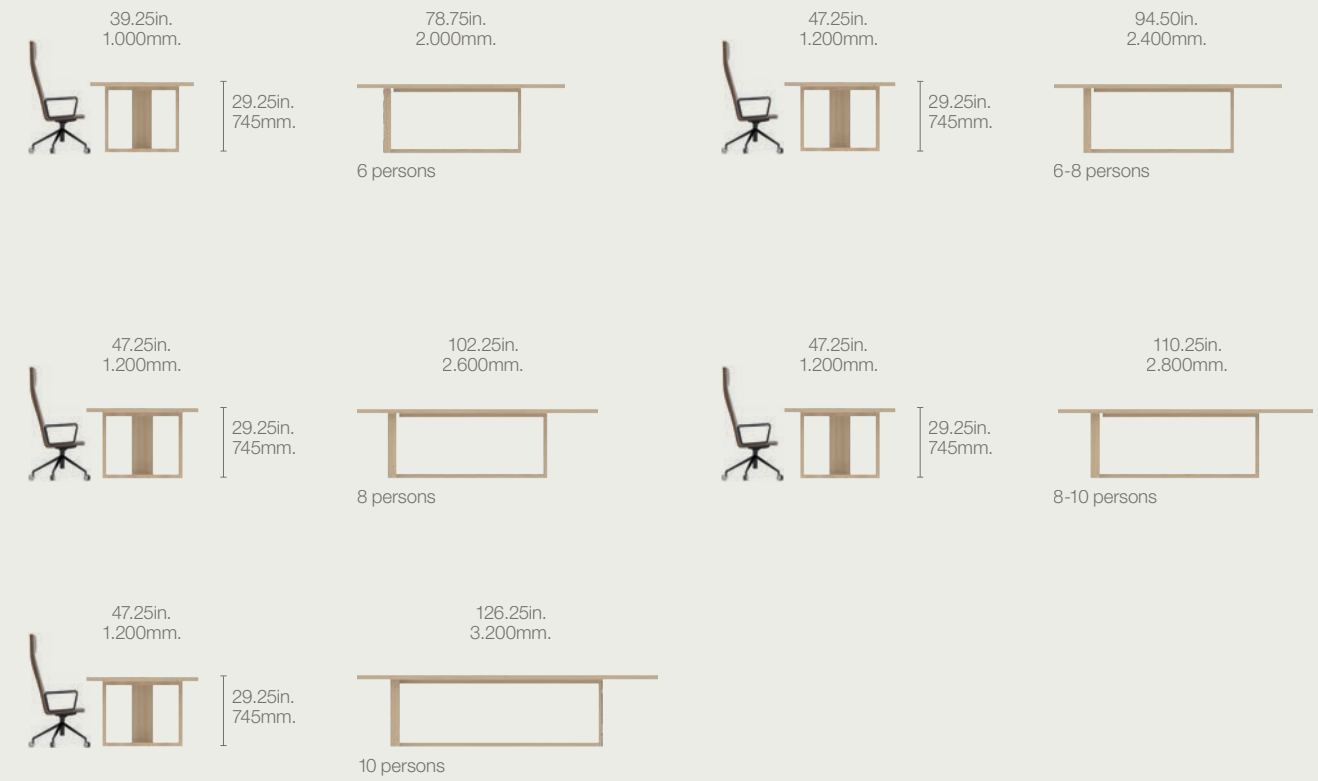 39.25in.
1.000mm.
78.75in.
2.000mm.
29.25in.
745mm.
6 persons
47.25in.
1.200mm.
94.50in.
2.400mm.
29.25in.
745mm.
6-8 persons
47.25in.
1.200mm.
102.25in.
2.600mm.
29.25in.
745mm.
8 persons
47.25in.
1.200mm.
110.25in.
2.800mm.
29.25in.
745mm.
8-10 persons
47.25in.
1.200mm.
126.25in.
3.200mm.
29.25in.
745mm.
10 persons